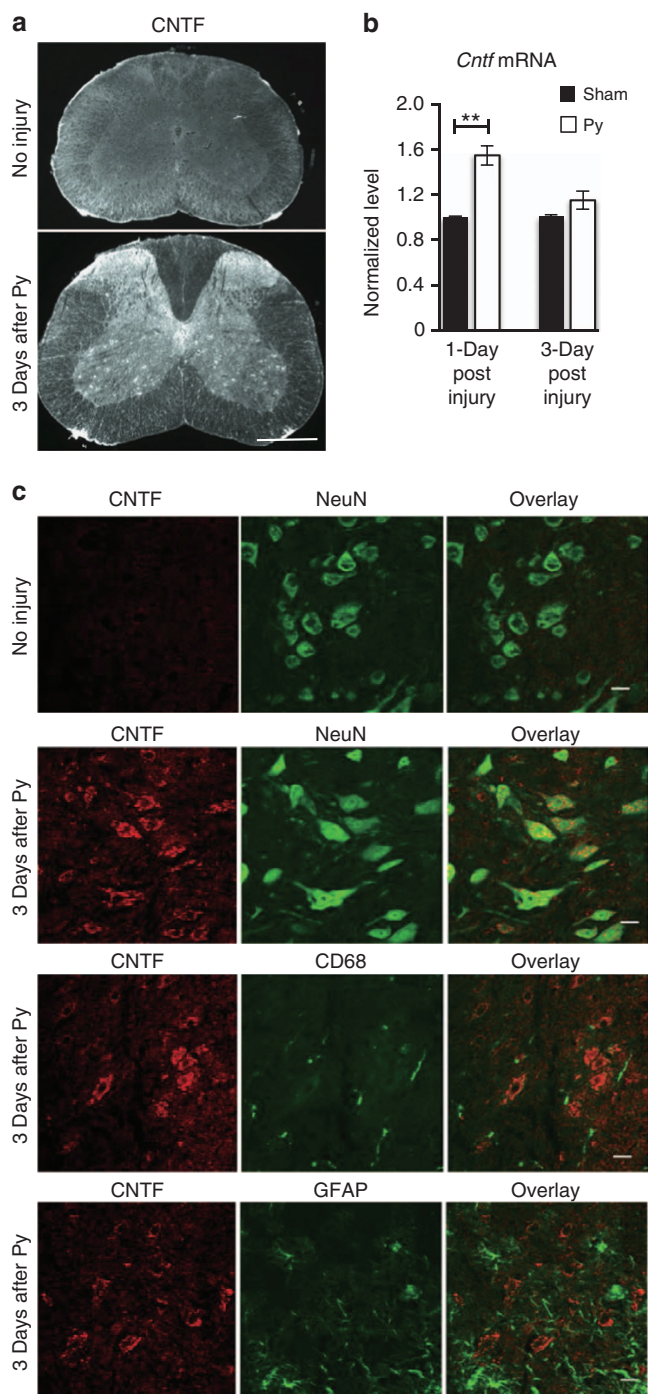 a
CNTF
No injury
3 Days after Py
b
Cntf mRNA
Sham
Py
Normalized level
2.0
1.6
1.2
0.8
0.4
0
**
1-Day
post
injury
3-Day
post
injury
c
CNTF NeuN Overlay
No injury
CNTF NeuN Overlay
3 Days after Py
CNTF CD68 Overlay
3 Days after Py
CNTF GFAP Overlay
3 Days after Py